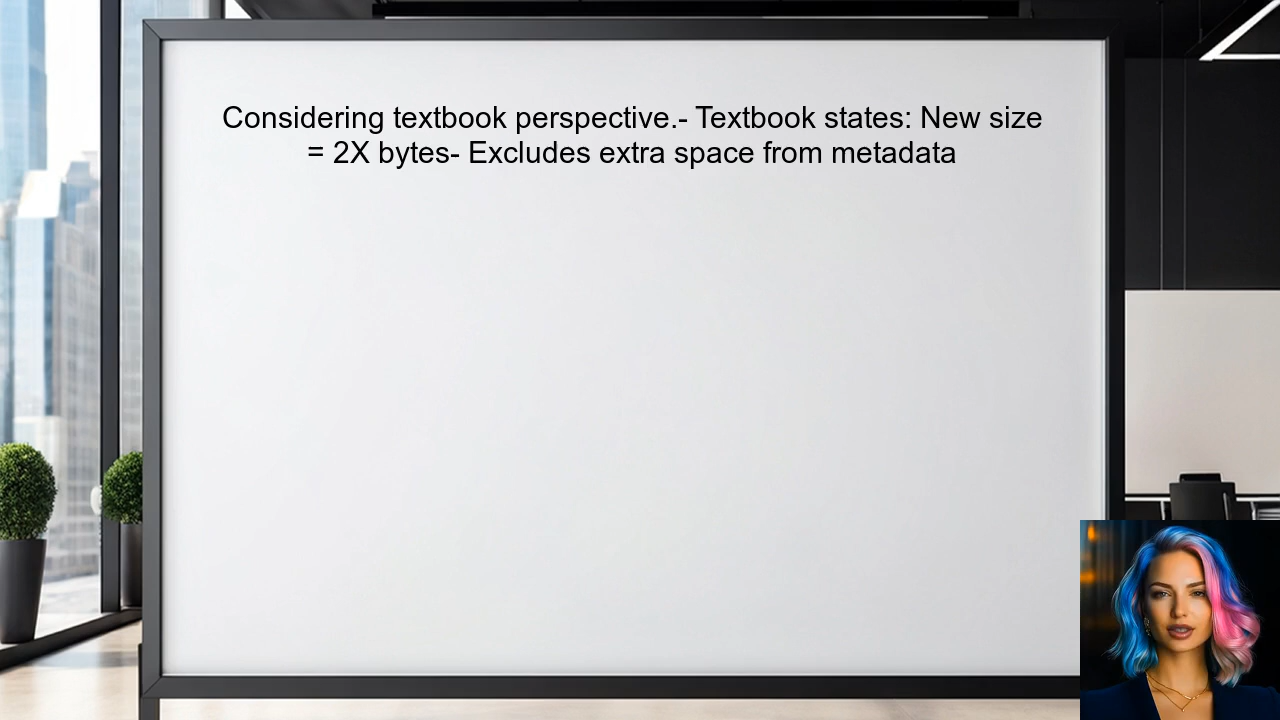 Considering textbook perspective.- Textbook states: New size
= 2X bytes- Excludes extra space from metadata